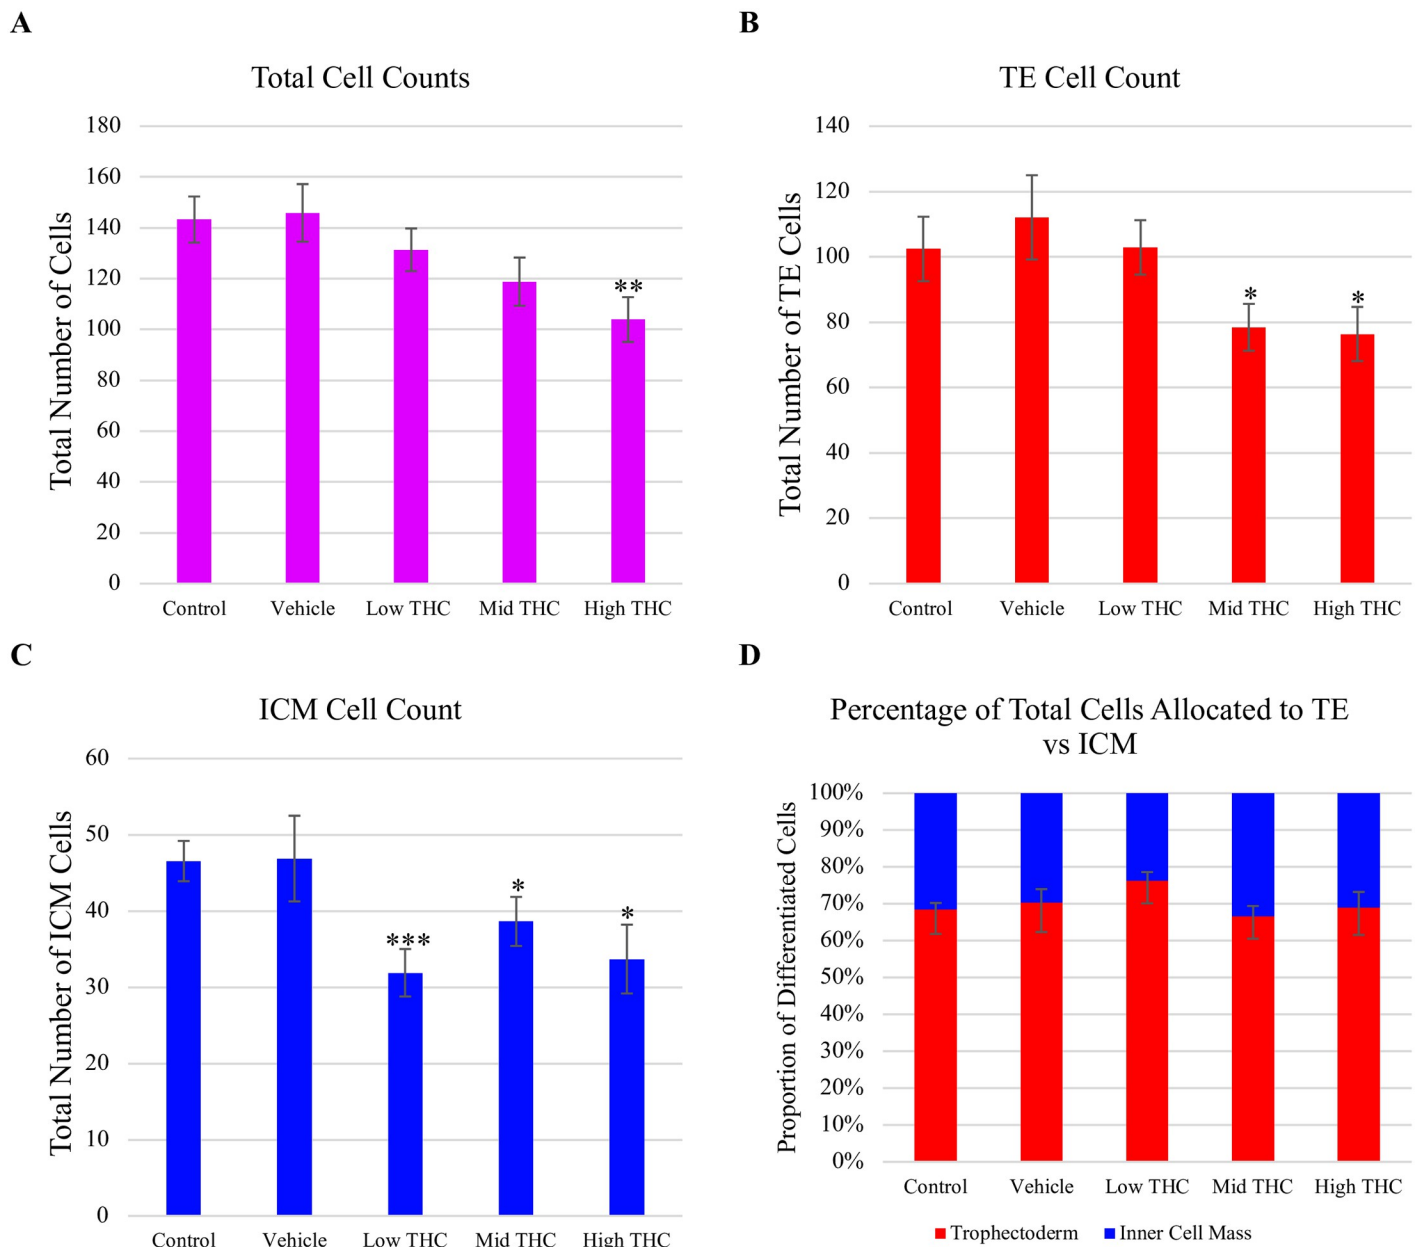 A
Total Cell Counts
Total Number of Cells
180
160
140
120
100
80
60
40
20
0
**
Control Vehicle Low THC Mid THC High THC
B
TE Cell Count
Total Number of TE Cells
140
120
100
80
60
40
20
0
* *
Control Vehicle Low THC Mid THC High THC
C
ICM Cell Count
Total Number of ICM Cells
60
50
40
30
20
10
0
*** * *
Control Vehicle Low THC Mid THC High THC
D
Percentage of Total Cells Allocated to TE
vs ICM
Proportion of Differentiated Cells
100%
90%
80%
70%
60%
50%
40%
30%
20%
10%
0%
Control Vehicle Low THC Mid THC High THC
Trophectoderm Inner Cell Mass